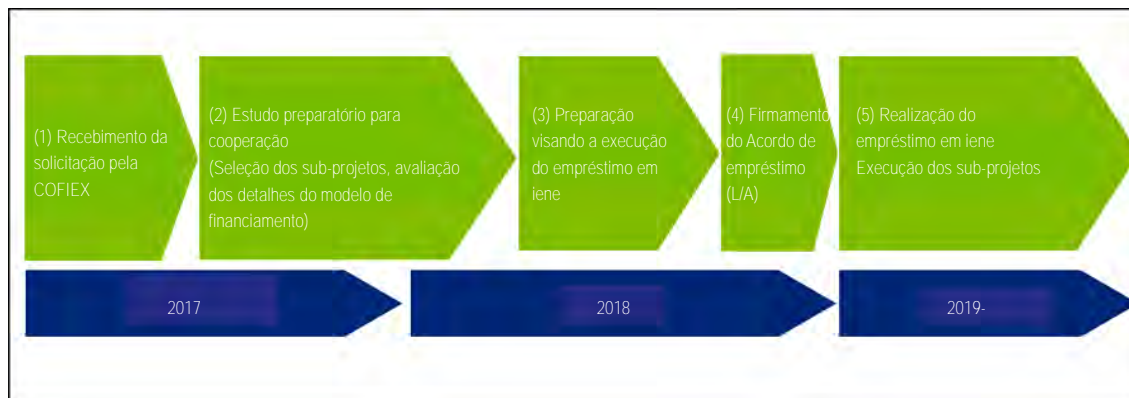 (1) Recebimento da
solicitação pela
COFIEX
(2) Estudo preparatório para
cooperação
(Seleção dos sub-projetos, avaliação
dos detalhes do modelo de
financiamento)
(3) Preparação
visando a execução
do empréstimo em
iene
(4) Firmamento
do Acordo de
empréstimo
(L/A)
(5) Realização do
empréstimo em iene
Execução dos sub-projetos
2017
2018
2019-